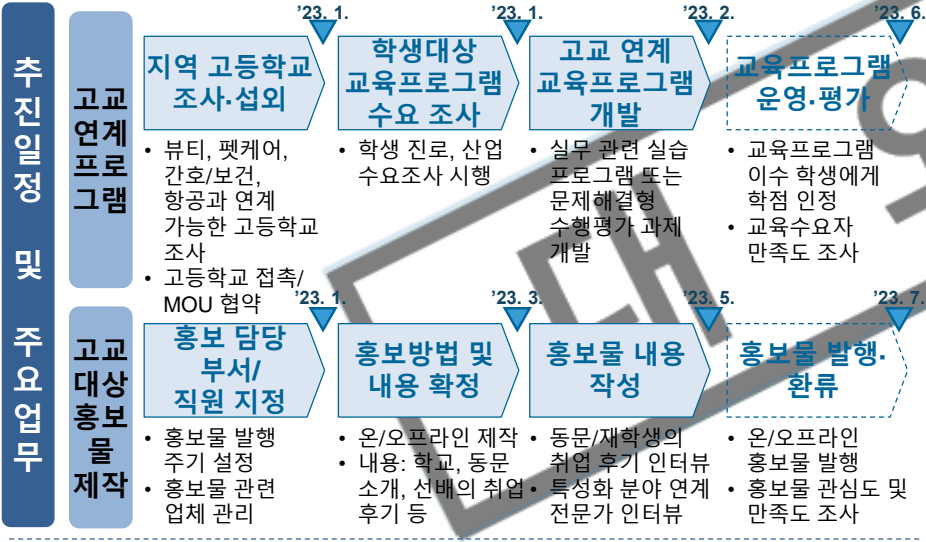 추진일정 및 주요업무
고교
연계
프로
그램
’23. 1.
지역 고등학교
조사·섭외
• 뷰티, 펫케어,
간호/보건,
항공과 연계
가능한 고등학교
조사
• 고등학교 접촉/
MOU 협약
’23. 1.
학생대상
교육프로그램
수요 조사
• 학생 진로, 산업
수요조사 시행
’23. 2.
고교 연계
교육프로그램
개발
• 실무 관련 실습
프로그램 또는
문제해결형
수행평가 과제
개발
’23. 6.
교육프로그램
운영·평가
• 교육프로그램
이수 학생에게
학점 인정
• 교육수요자
만족도 조사
고교
대상
홍보
물
제작
’23. 1.
홍보 담당
부서/
직원 지정
• 홍보물 발행
주기 설정
• 홍보물 관련
업체 관리
’23. 3.
홍보방법 및
내용 확정
• 온/오프라인 제작
• 내용: 학교, 동문
소개, 선배의 취업
후기 등
’23. 5.
홍보물 내용
작성
• 동문/재학생의
취업 후기 인터뷰
• 특성화 분야 연계
전문가 인터뷰
’23. 7.
홍보물 발행·
환류
• 온/오프라인
홍보물 발행
• 홍보물 관심도 및
만족도 조사
대